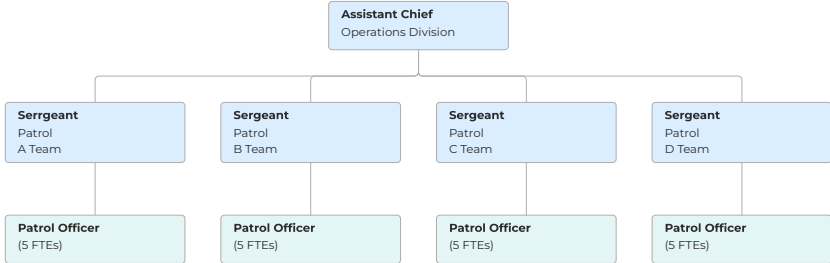 Assistant Chief
Operations Division
Serrgeant
Patrol
A Team
Sergeant
Patrol
B Team
Sergeant
Patrol
C Team
Sergeant
Patrol
D Team
Patrol Officer
(5 FTEs)
Patrol Officer
(5 FTEs)
Patrol Officer
(5 FTEs)
Patrol Officer
(5 FTEs)